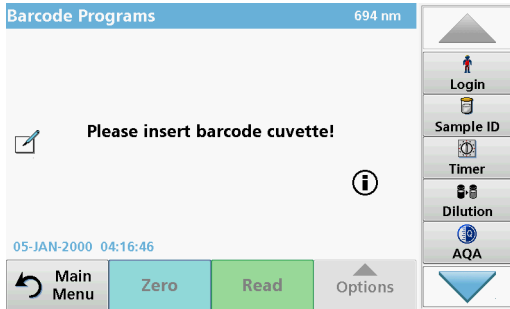 Barcode Programs 694 nm
Please insert barcode cuvette!
05-JAN-2000 04:16:46
Main
Menu
Zero
Read
Options
Login
Sample ID
Timer
Dilution
AQA